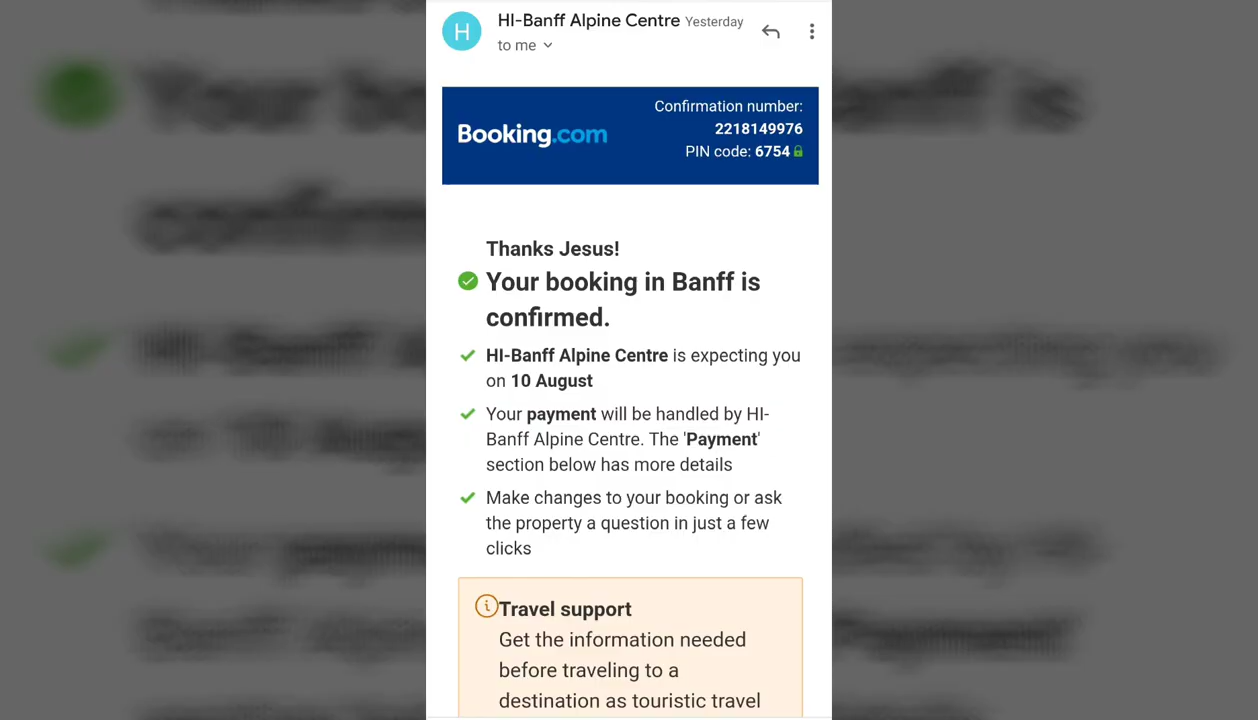 H
HI-Banff Alpine Centre Yesterday
to me
Booking.com
Confirmation number:
2218149976
PIN code: 6754
Thanks Jesus!
Your booking in Banff is
confirmed.
HI-Banff Alpine Centre is expecting you
on 10 August
Your payment will be handled by HI-
Banff Alpine Centre. The 'Payment'
section below has more details
Make changes to your booking or ask
the property a question in just a few
clicks
Travel support
Get the information needed
before traveling to a
destination as touristic travel